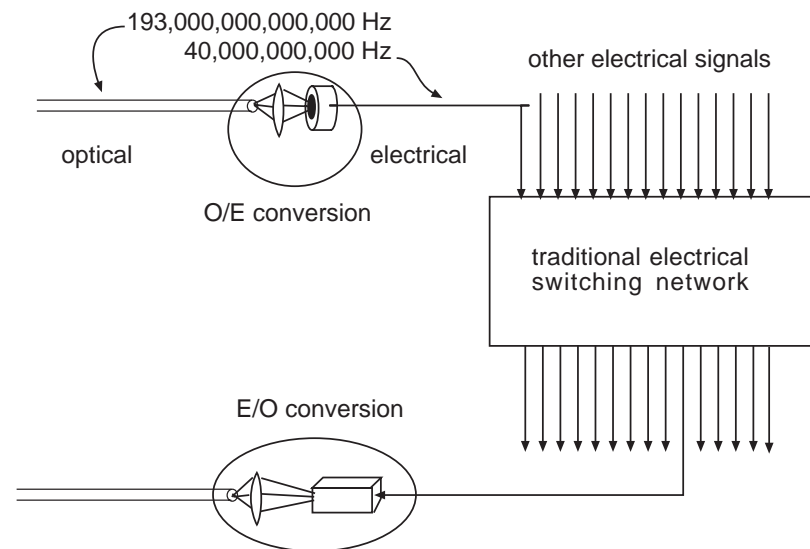 193,000,000,000,000 Hz
40,000,000,000 Hz
other electrical signals
optical
electrical
O/E conversion
traditional electrical
switching network
E/O conversion